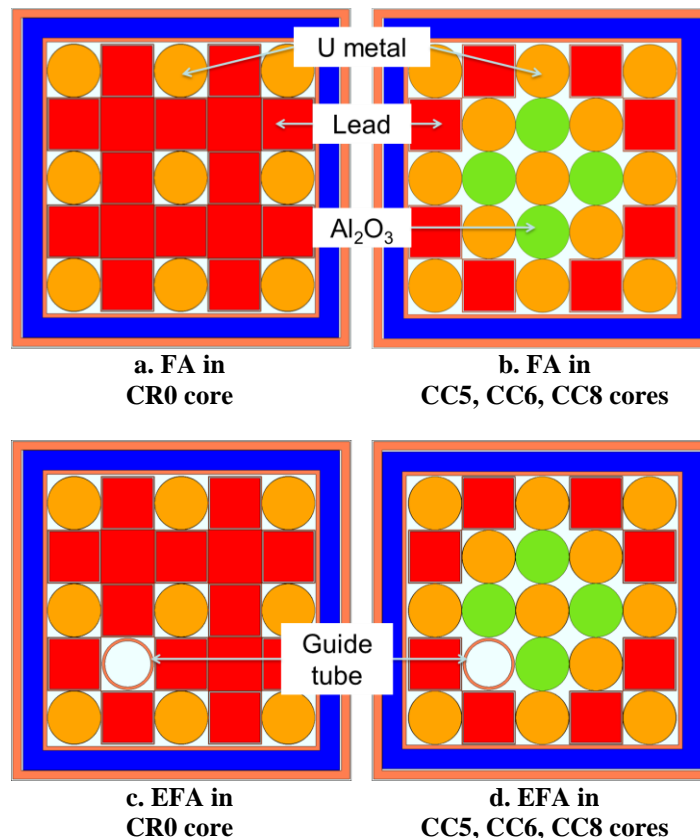 U metal
Lead
Al₂O₃
a. FA in
CR0 core
b. FA in
CC5, CC6, CC8 cores
Guide
tube
c. EFA in
CR0 core
d. EFA in
CC5, CC6, CC8 cores